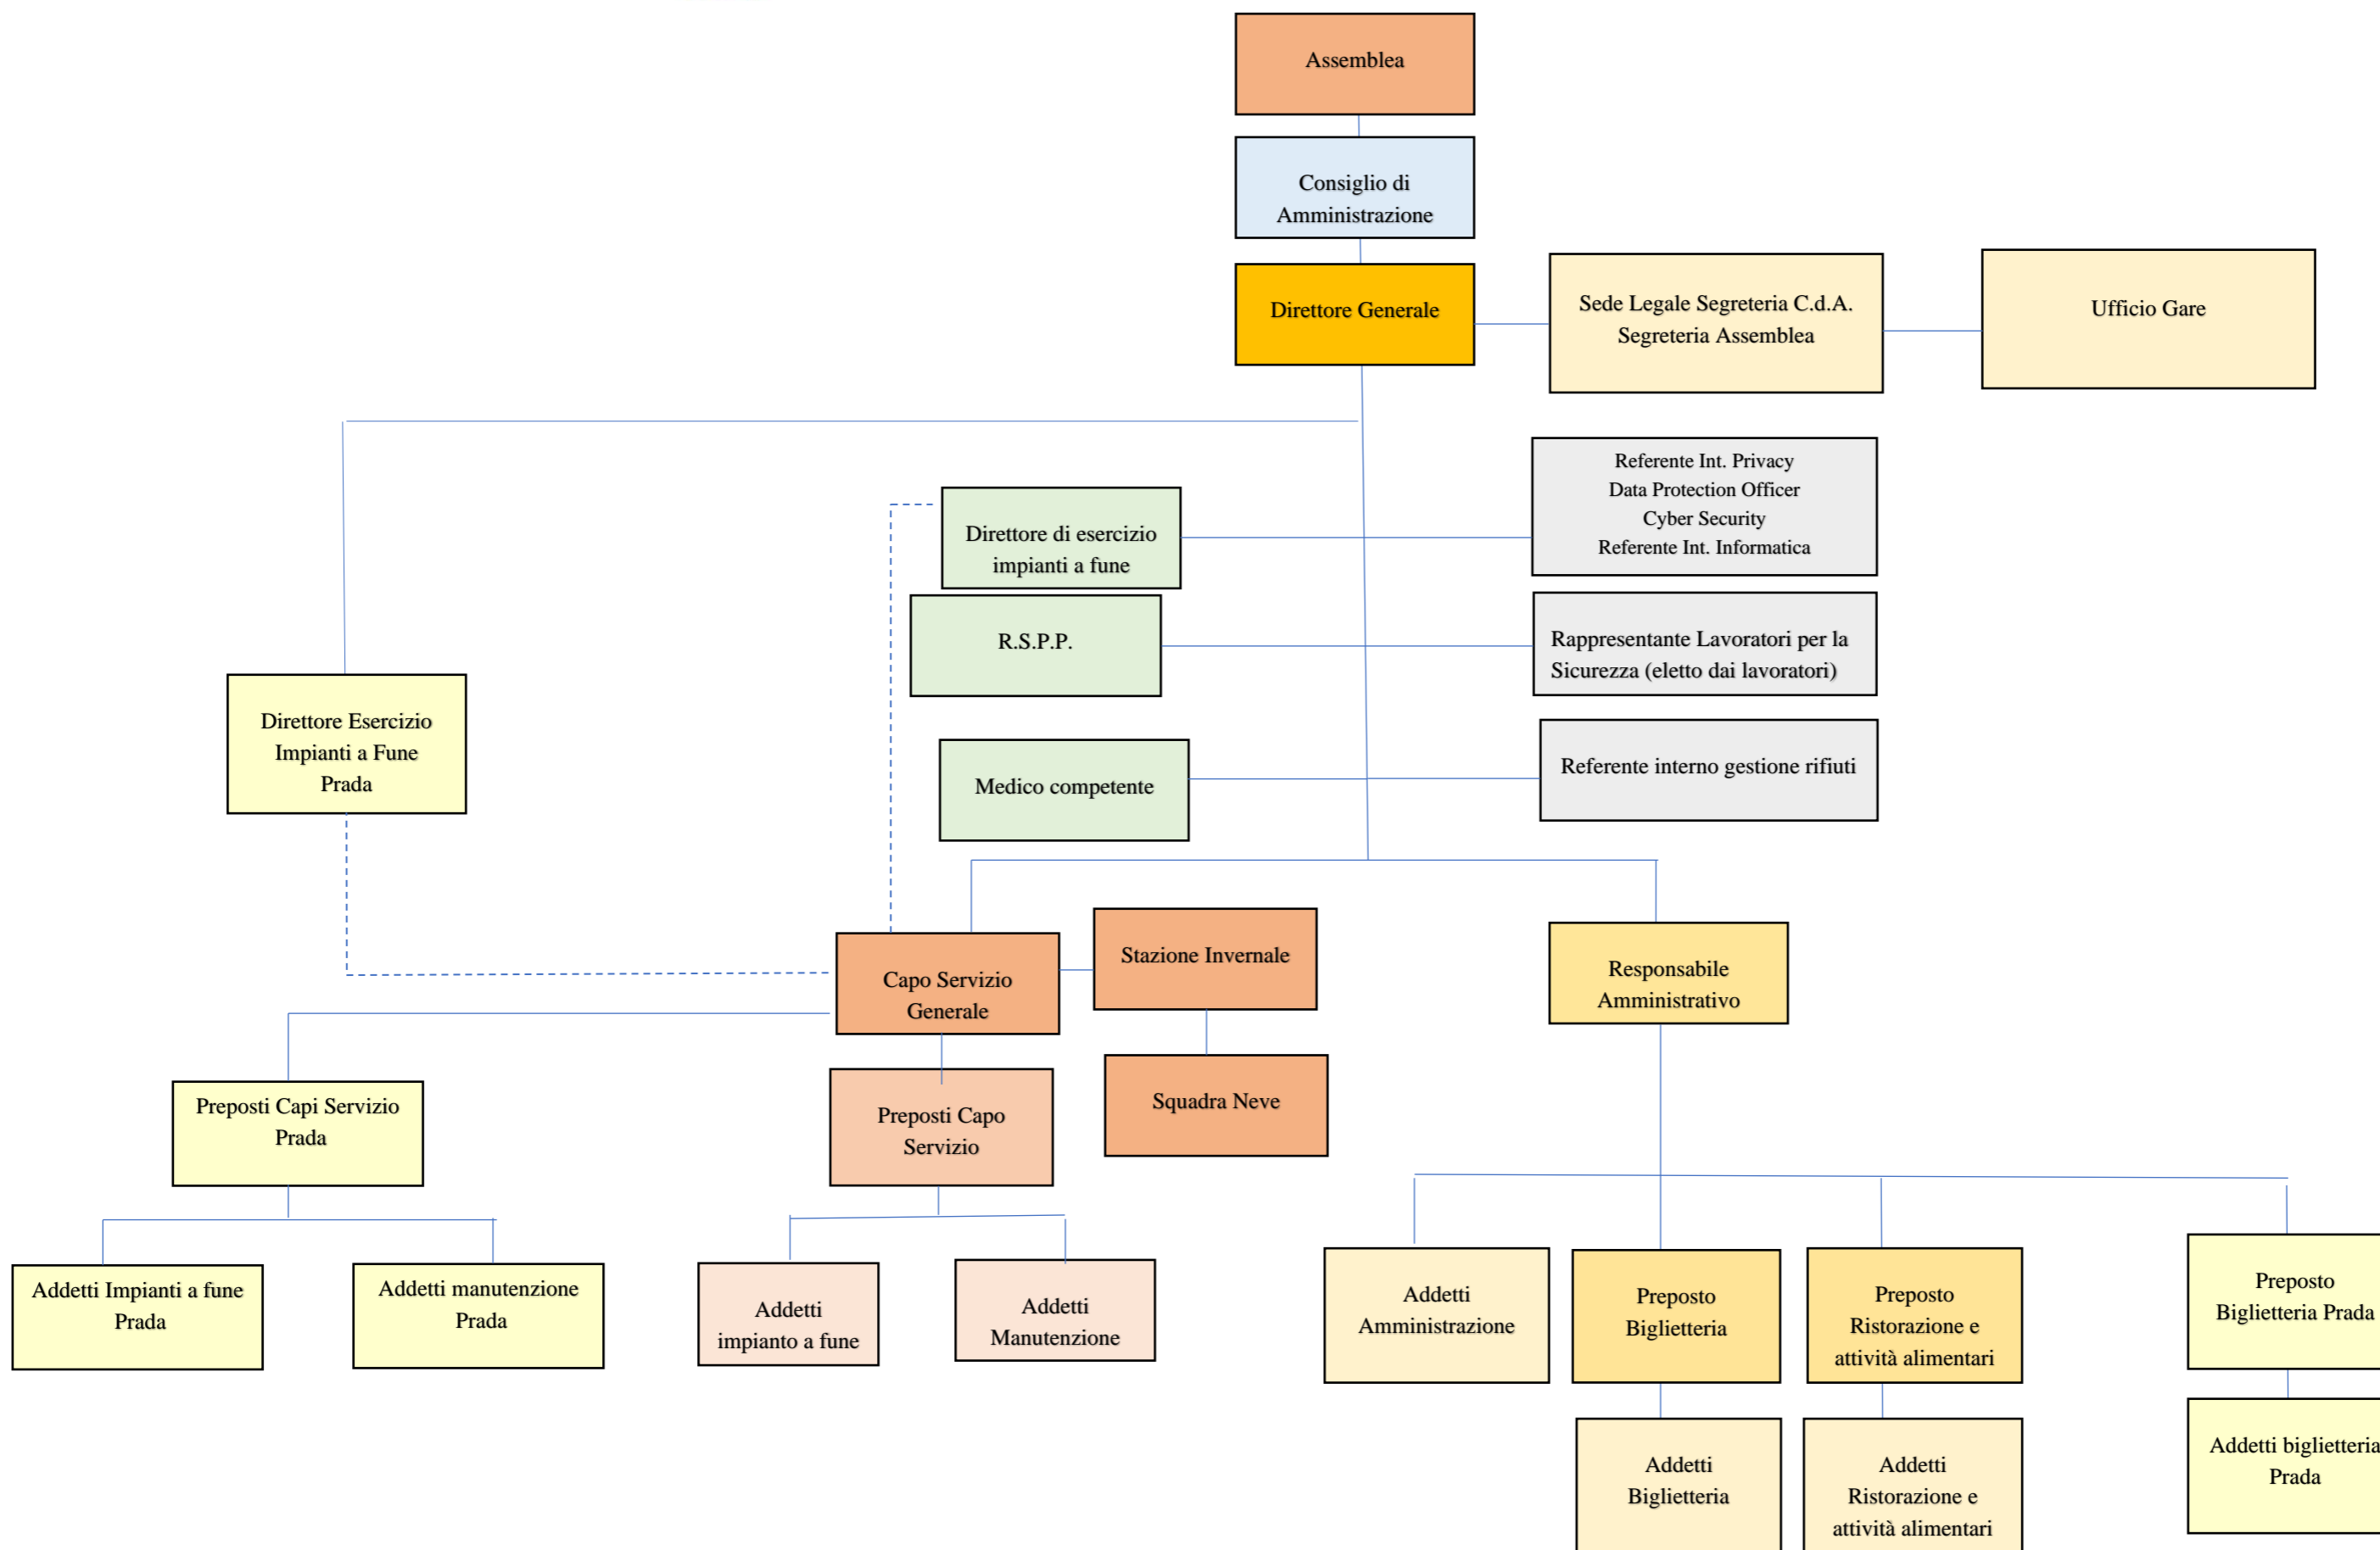 Assemblea
Consiglio di
Amministrazione
Direttore Generale
Sede Legale Segreteria C.d.A.
Segreteria Assemblea
Ufficio Gare
Referente Int. Privacy
Data Protection Officer
Cyber Security
Referente Int. Informatica
Direttore di esercizio
impianti a fune
R.S.P.P.
Rappresentante Lavoratori per la
Sicurezza (eletto dai lavoratori)
Direttore Esercizio
Impianti a Fune
Prada
Medico competente
Referente interno gestione rifiuti
Capo Servizio
Generale
Stazione Invernale
Responsabile
Amministrativo
Preposti Capi Servizio
Prada
Preposti Capo
Servizio
Squadra Neve
Addetti Impianti a fune
Prada
Addetti manutenzione
Prada
Addetti
impianto a fune
Addetti
Manutenzione
Addetti
Amministrazione
Preposto
Biglietteria
Preposto
Ristorazione e
attività alimentari
Preposto
Biglietteria Prada
Addetti
Biglietteria
Addetti
Ristorazione e
attività alimentari
Addetti biglietteria
Prada